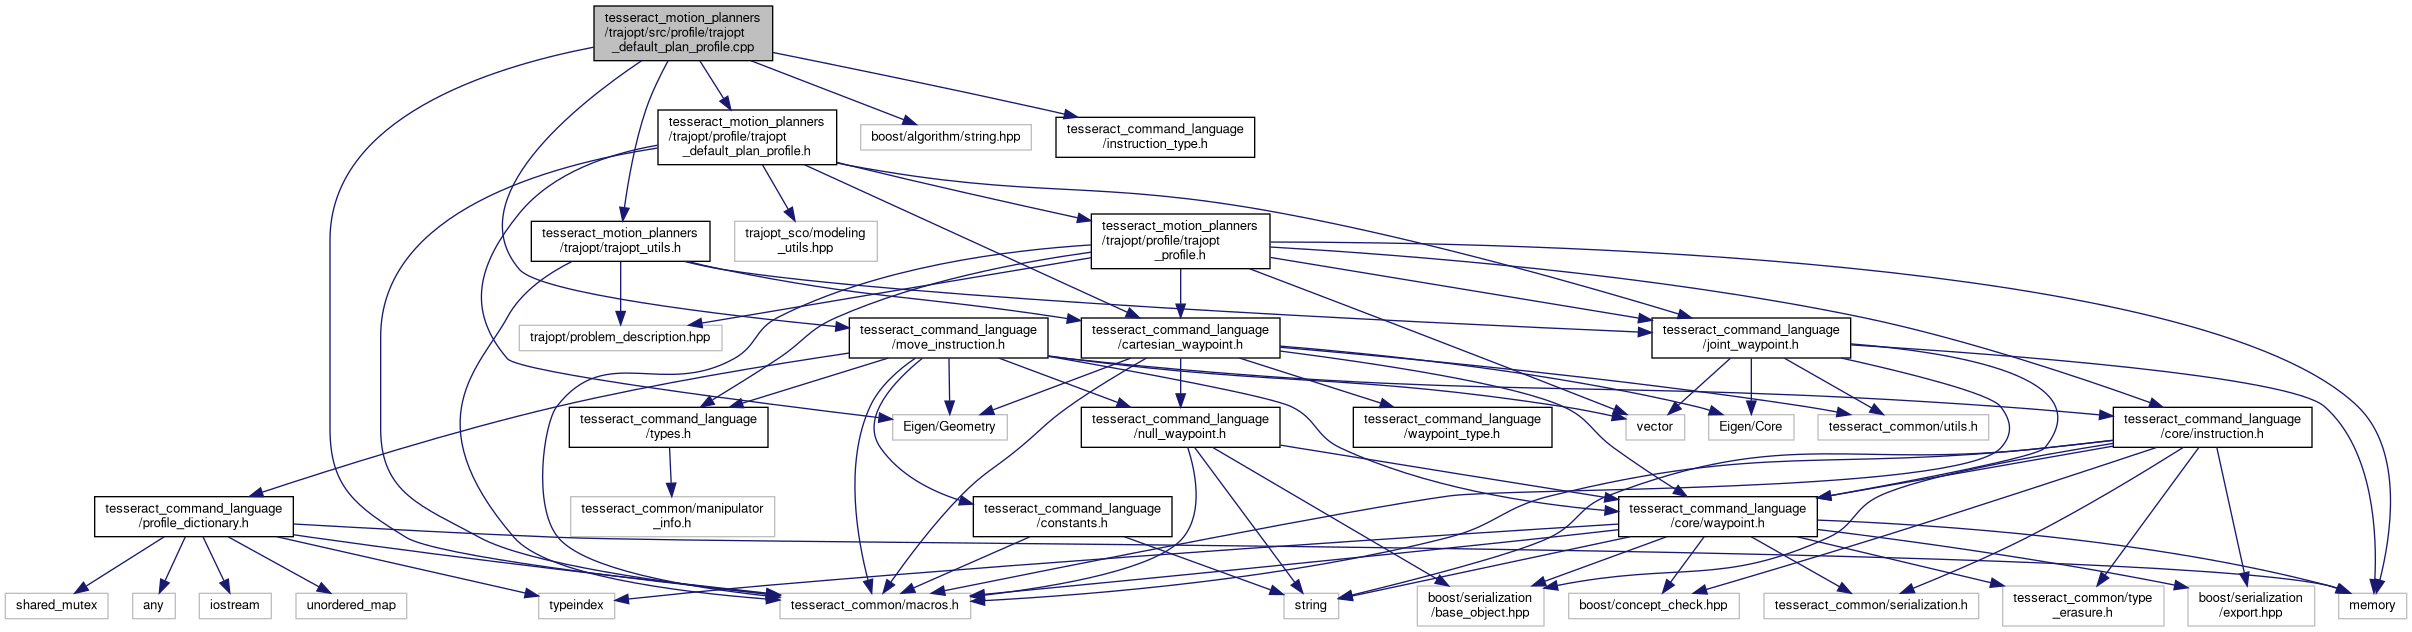 tesseract_motion_planners
/trajopt/src/profile/trajopt
_default_plan_profile.cpp
tesseract_motion_planners
/trajopt/profile/trajopt
_default_plan_profile.h
boost/algorithm/string.hpp
tesseract_command_language
/instruction_type.h
tesseract_motion_planners
/trajopt/trajopt_utils.h
trajopt_sco/modeling
_utils.hpp
tesseract_motion_planners
/trajopt/profile/trajopt
_profile.h
trajopt/problem_description.hpp
tesseract_command_language
/move_instruction.h
tesseract_command_language
/cartesian_waypoint.h
tesseract_command_language
/joint_waypoint.h
tesseract_command_language
/types.h
Eigen/Geometry
tesseract_command_language
/null_waypoint.h
tesseract_command_language
/waypoint_type.h
vector
Eigen/Core
tesseract_common/utils.h
tesseract_command_language
/core/instruction.h
tesseract_command_language
/profile_dictionary.h
tesseract_common/manipulator
_info.h
tesseract_command_language
/constants.h
tesseract_command_language
/core/waypoint.h
shared_mutex
any
iostream
unordered_map
typeindex
tesseract_common/macros.h
string
boost/serialization
/base_object.hpp
boost/concept_check.hpp
tesseract_common/serialization.h
tesseract_common/type
_erasure.h
boost/serialization
/export.hpp
memory